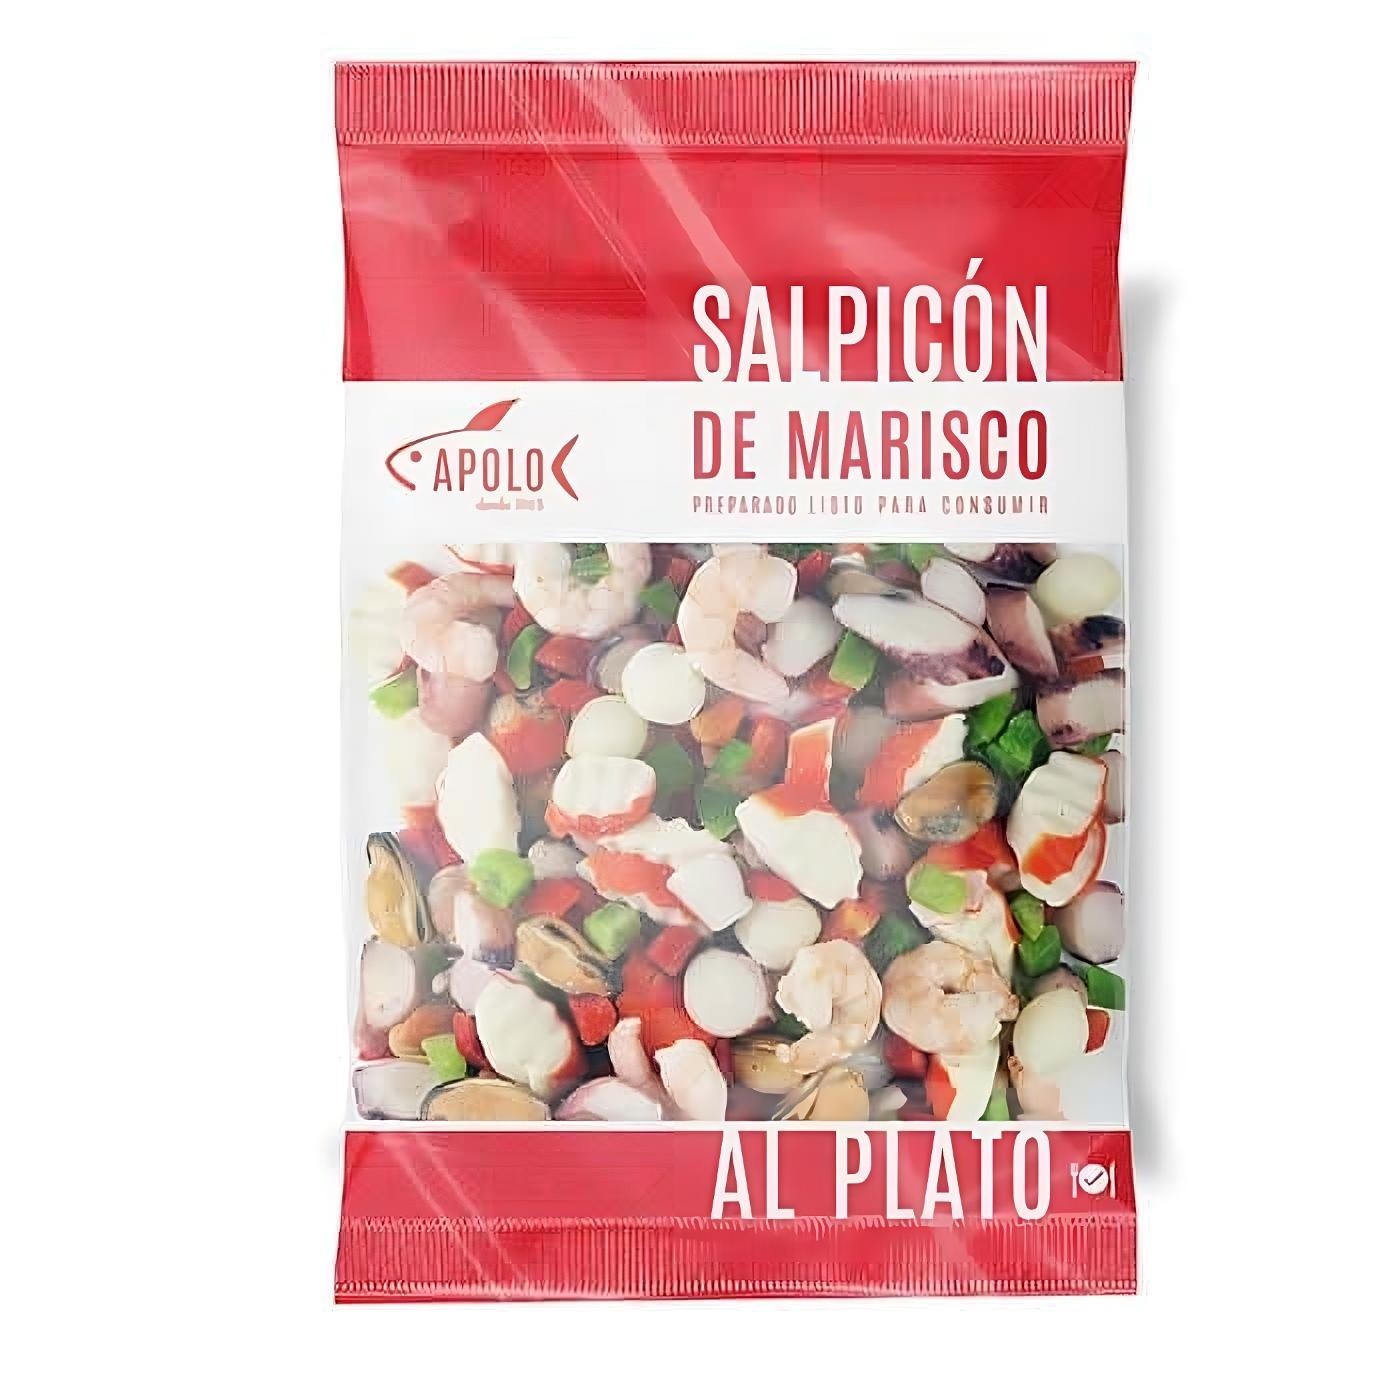 SALPICÓN
DE MARISCO
APOLO
PREPARADO LISTO PARA CONSUMIR
AL PLATO